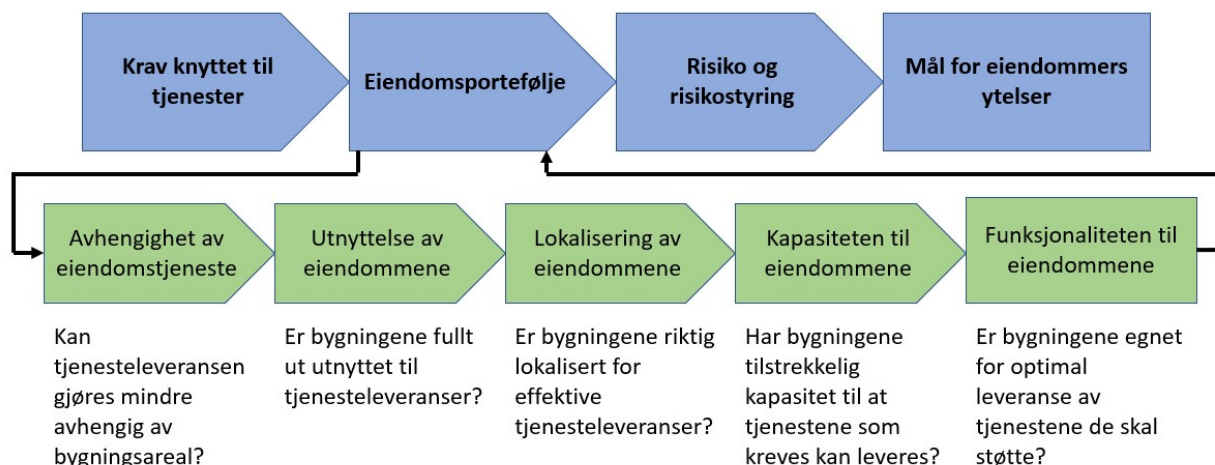 Krav knyttet til
tjenester
Eiendomsportefølje
Risiko og
risikostyring
Mål for eiendommers
ytelser
Avhengighet av
eiendomstjeneste
Utnyttelse av
eiendommene
Lokalisering av
eiendommene
Kapasiteten til
eiendommene
Funksjonaliteten til
eiendommene
Kan
tjenesteleveransen
gjøres mindre
avhengig av
bygningsareal?
Er bygningene fullt
ut utnyttet til
tjenesteleveranser?
Er bygningene riktig
lokalisert for
effektive
tjenesteleveranser?
Har bygningene
tilstrekkelig
kapasitet til at
tjenestene som
kreves kan leveres?
Er bygningene egnet
for optimal
leveranse av
tjenestene de skal
støtte?